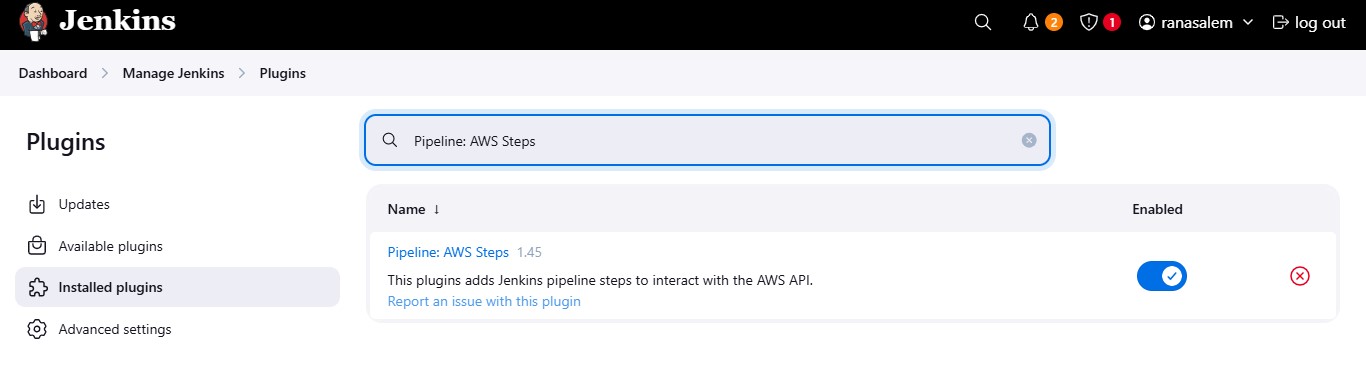 Jenkins
2
1
ranasalem
log out
Dashboard
Manage Jenkins
Plugins
Plugins
Updates
Available plugins
Installed plugins
Advanced settings
Pipeline: AWS Steps
Name ↓
Enabled
Pipeline: AWS Steps 1.45
This plugins adds Jenkins pipeline steps to interact with the AWS API.
Report an issue with this plugin